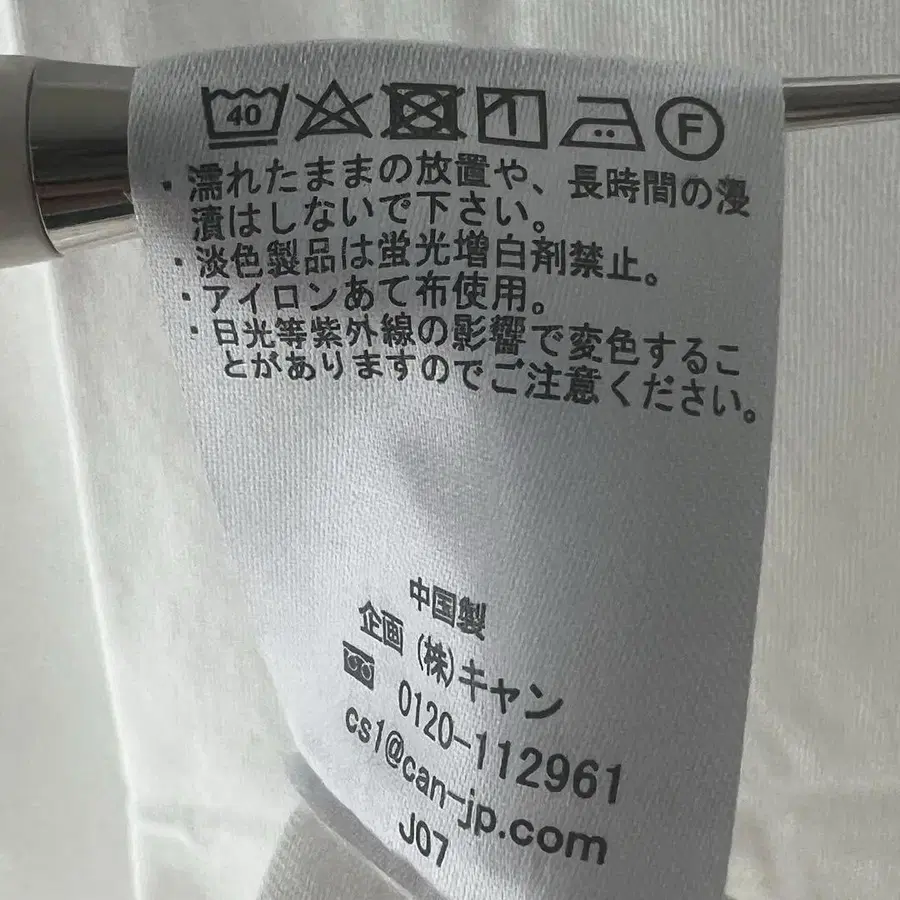 40 F
・濡れたままの放置や、長時間の浸
漬はしないで下さい。
・淡色製品は蛍光増白剤禁止。
・アイロンあて布使用。
・日光等紫外線の影響で変色するこ
とがありますのでご注意ください。
中国製
企画 (株)キャン
0120-112961
cs1@can-jp.com
J07